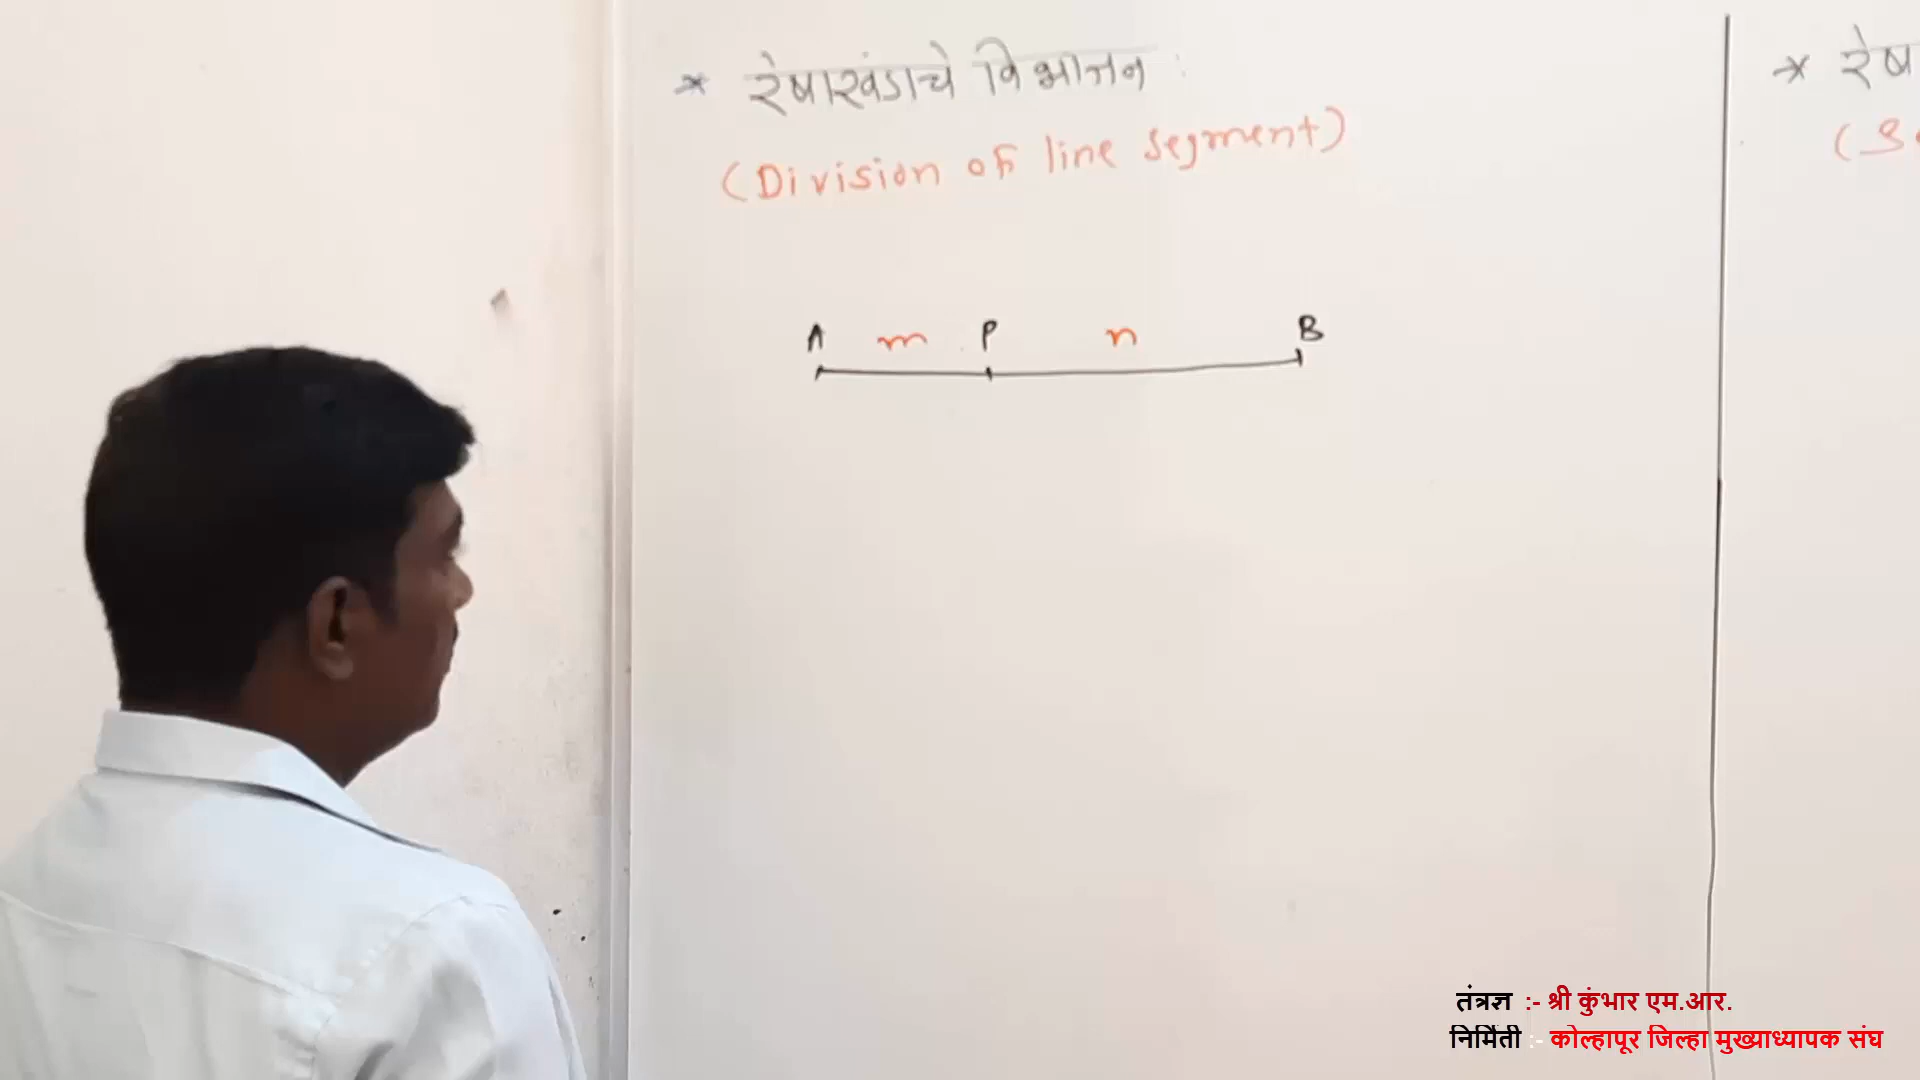 * रेषाखंडाचे विभाजन :
(Division of line segment)
A m P n B
* रेष
तंत्रज्ञ :- श्री कुंभार एम.आर.
निर्मिती :- कोल्हापूर जिल्हा मुख्याध्यापक संघ